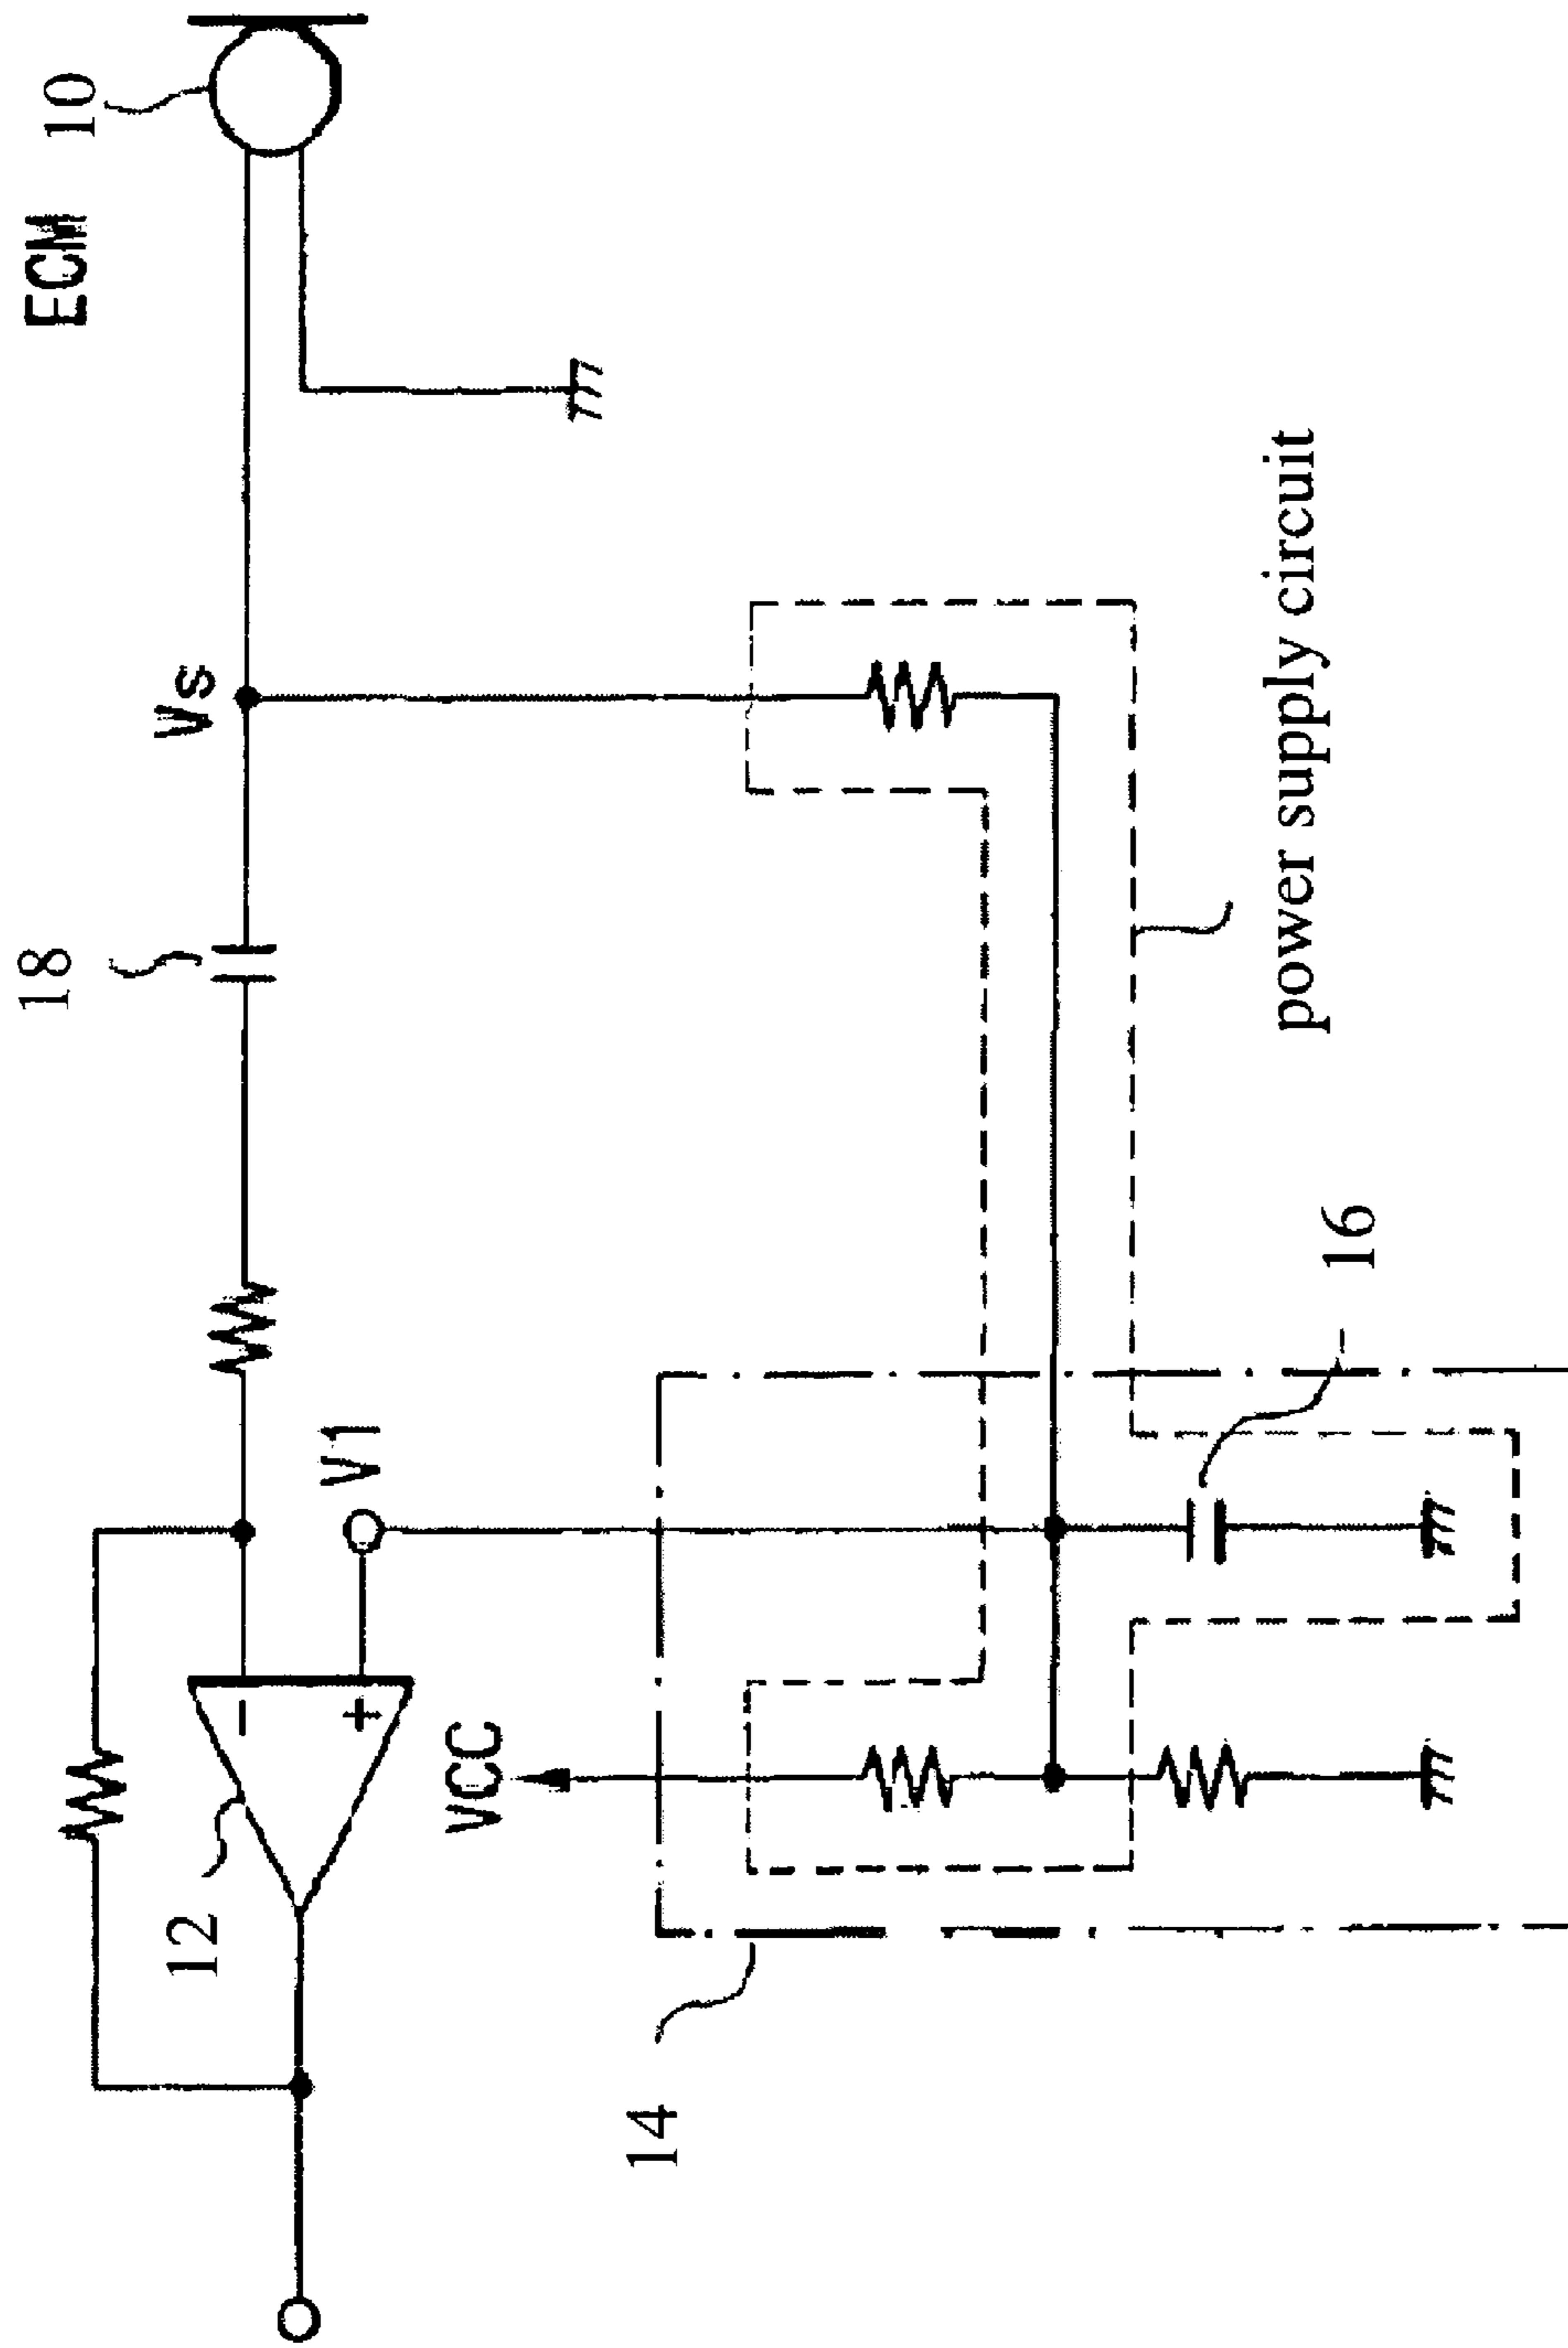 ECM
10
18
Vs
V1
12
−
+
VCC
14
16
power supply circuit